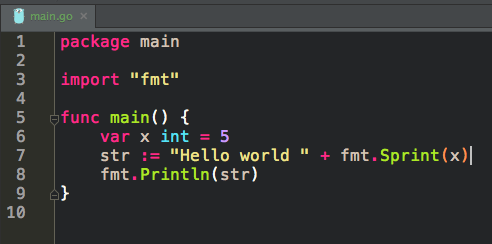 main.go ×
1 package main
2
3 import "fmt"
4
5 func main() {
6     var x int = 5
7     str := "Hello world " + fmt.Sprint(x)
8     fmt.Println(str)
9 }
10